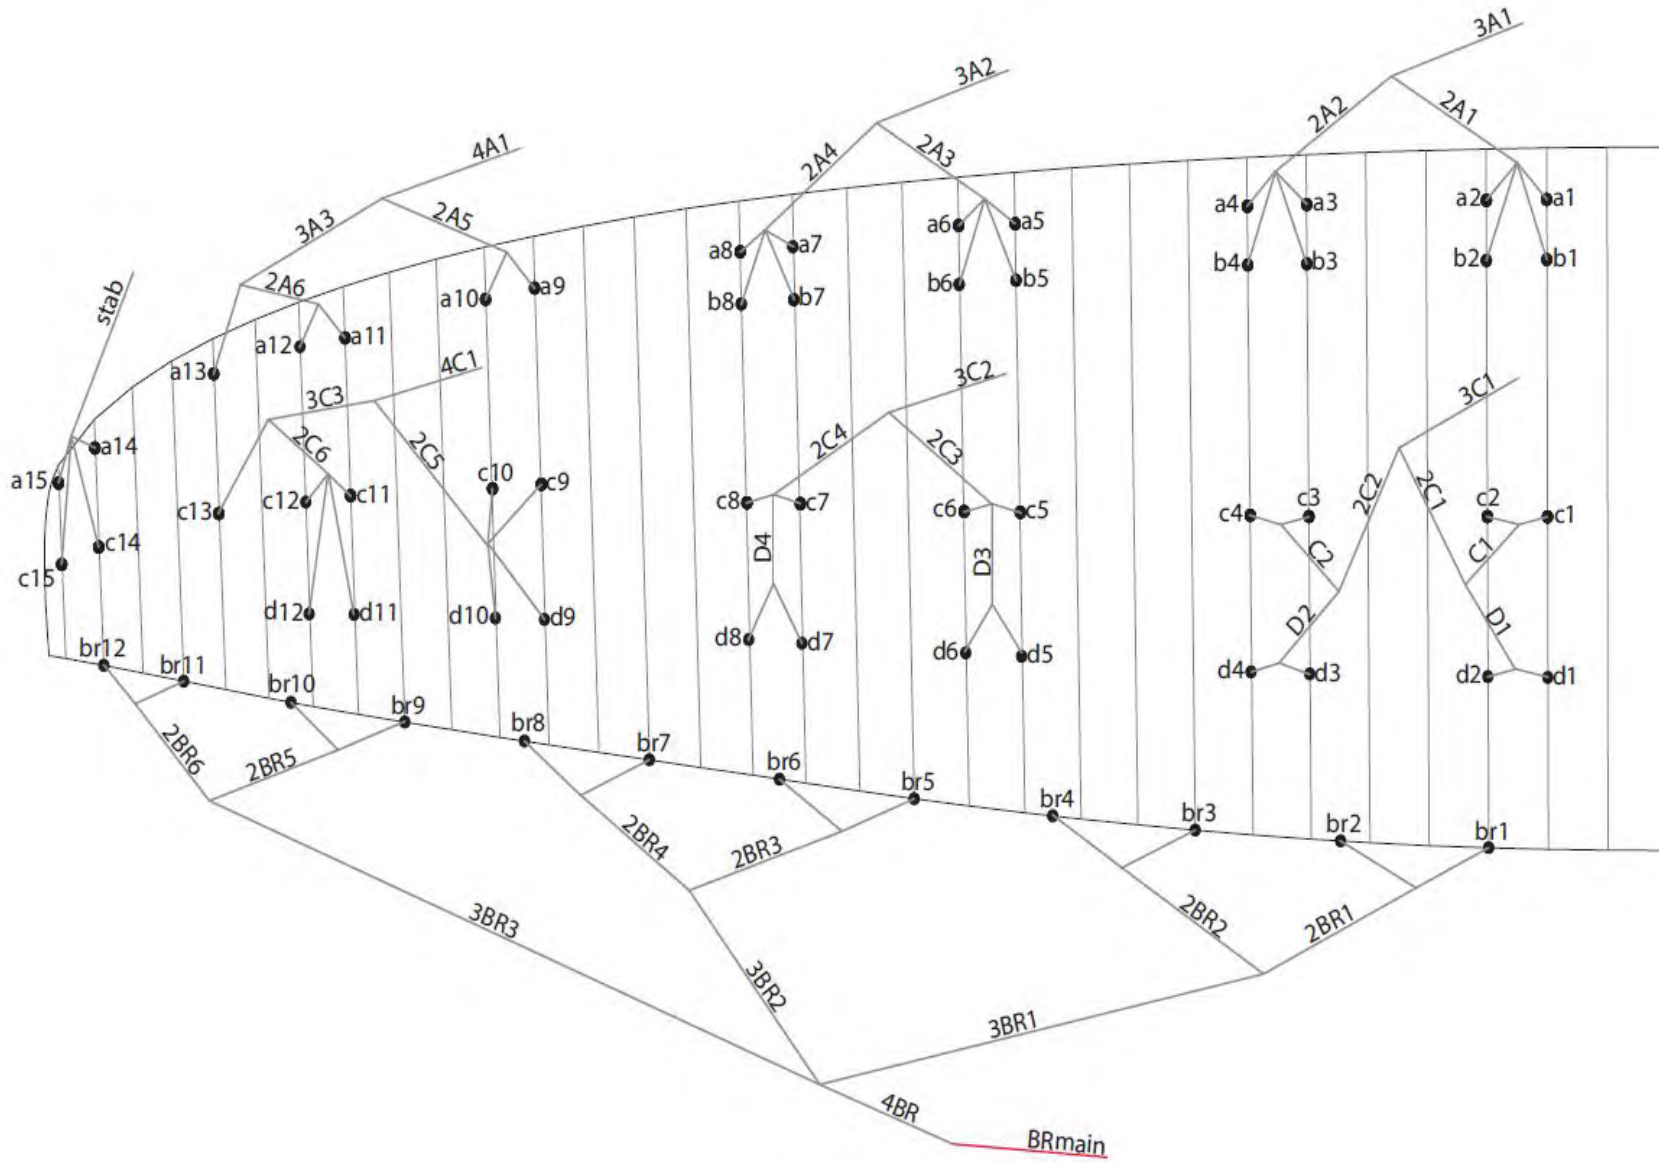 3A1
3A2
2A2
2A1
4A1
2A4
2A3
3A3
2A5
a4
a3
a2
a1
a6
a5
b4
b3
b2
b1
a8
a7
b6
b5
stab
2A6
a10
a9
b8
b7
a12
a11
a13
4C1
3C2
3C1
3C3
2C6
2C5
2C4
2C3
2C2
2C1
a14
a15
c10
c9
c12
c11
c13
c8
c7
c6
c5
c4
c3
c2
c1
c14
c15
D4
D3
C2
C1
d12
d11
d10
d9
D2
D1
d8
d7
d6
d5
d4
d3
d2
d1
br12
br11
br10
br9
br8
br7
br6
br5
br4
br3
br2
br1
2BR6
2BR5
2BR4
2BR3
2BR2
2BR1
3BR3
3BR2
3BR1
4BR
BRmain